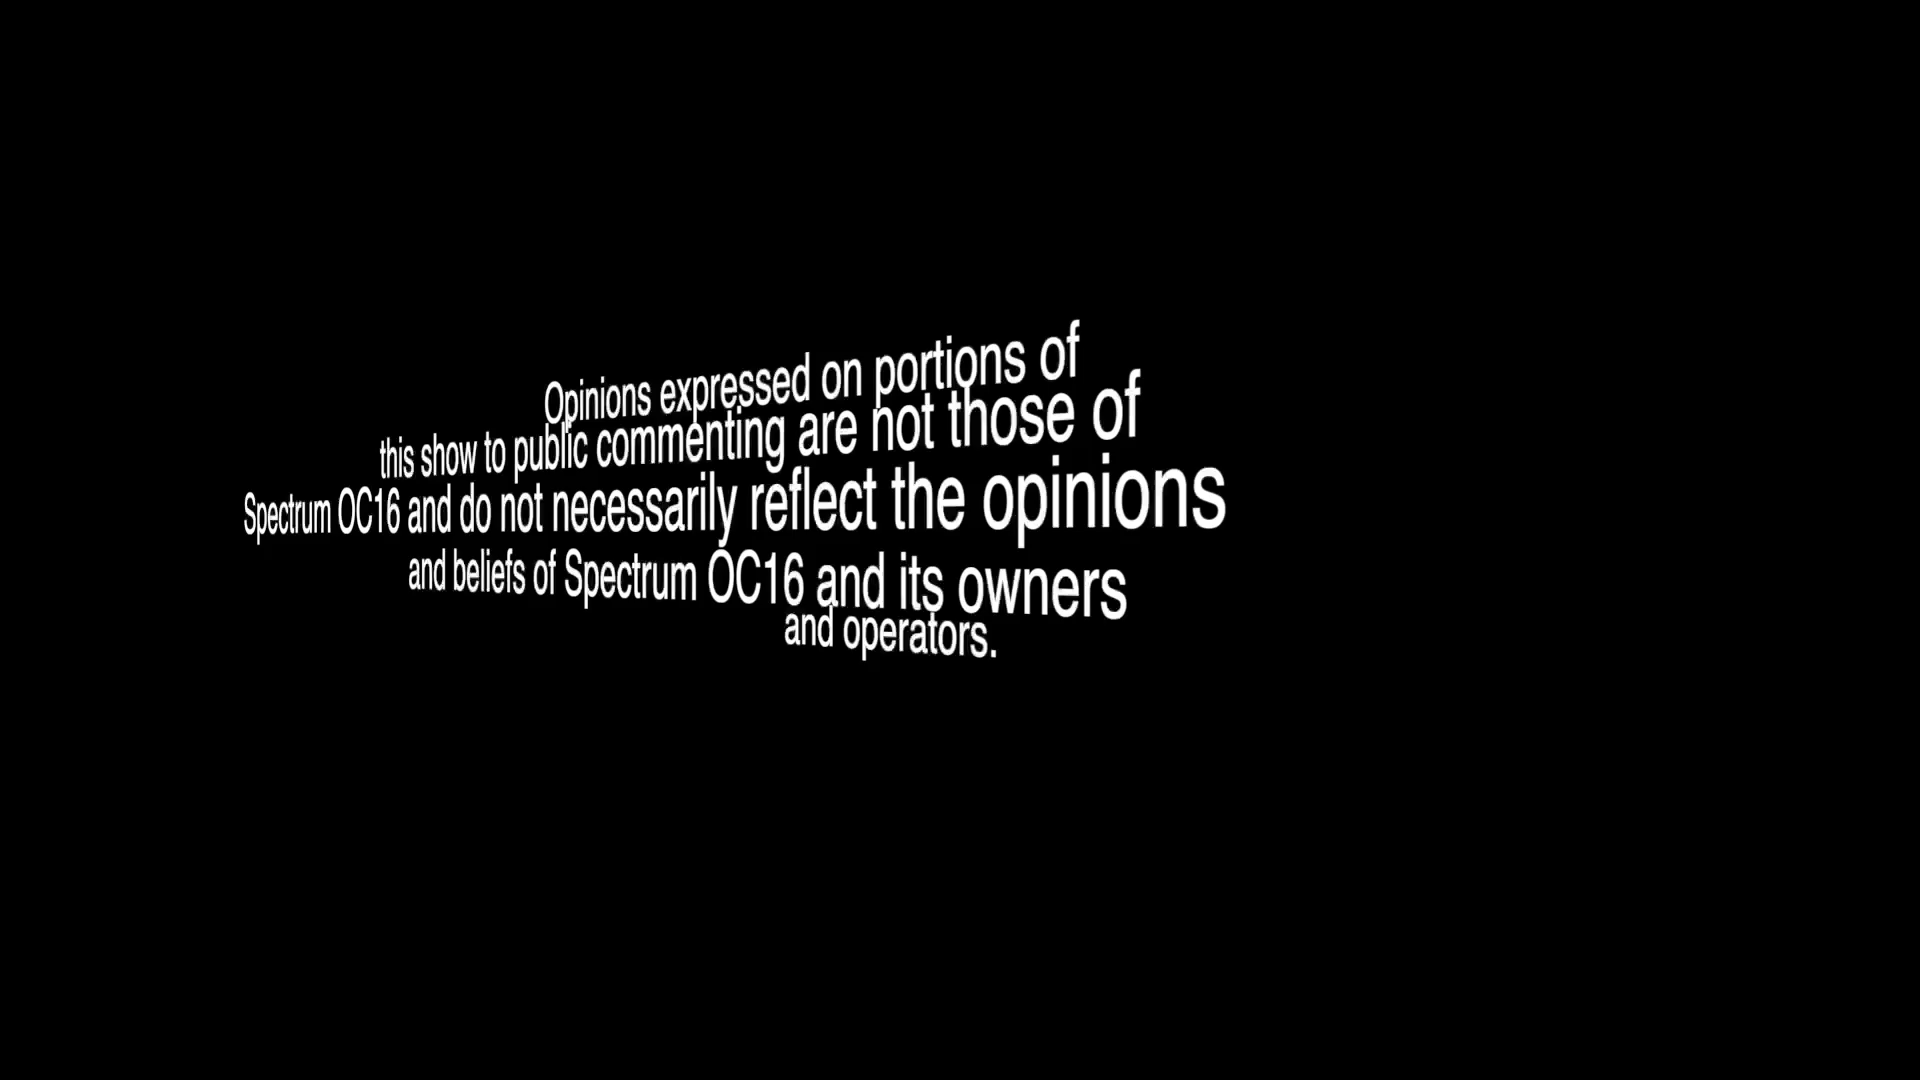 Opinions expressed on portions of
this show to public commenting are not those of
Spectrum OC16 and do not necessarily reflect the opinions
and beliefs of Spectrum OC16 and its owners
and operators.